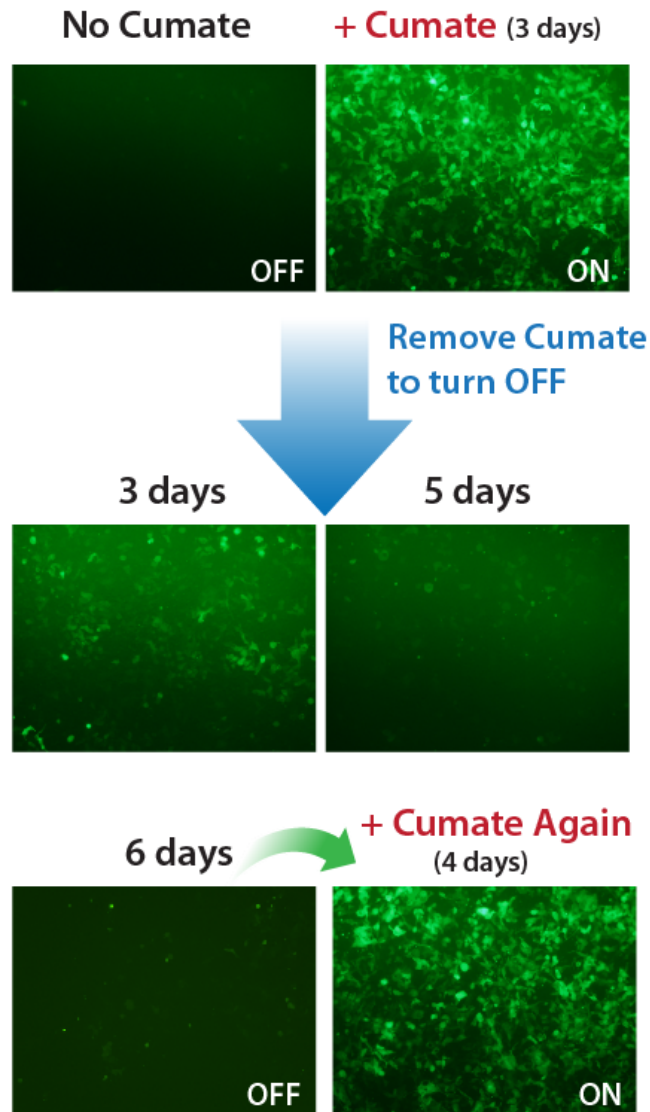 No Cumate
+ Cumate (3 days)
OFF
ON
Remove Cumate
to turn OFF
3 days
5 days
6 days
+ Cumate Again
(4 days)
OFF
ON